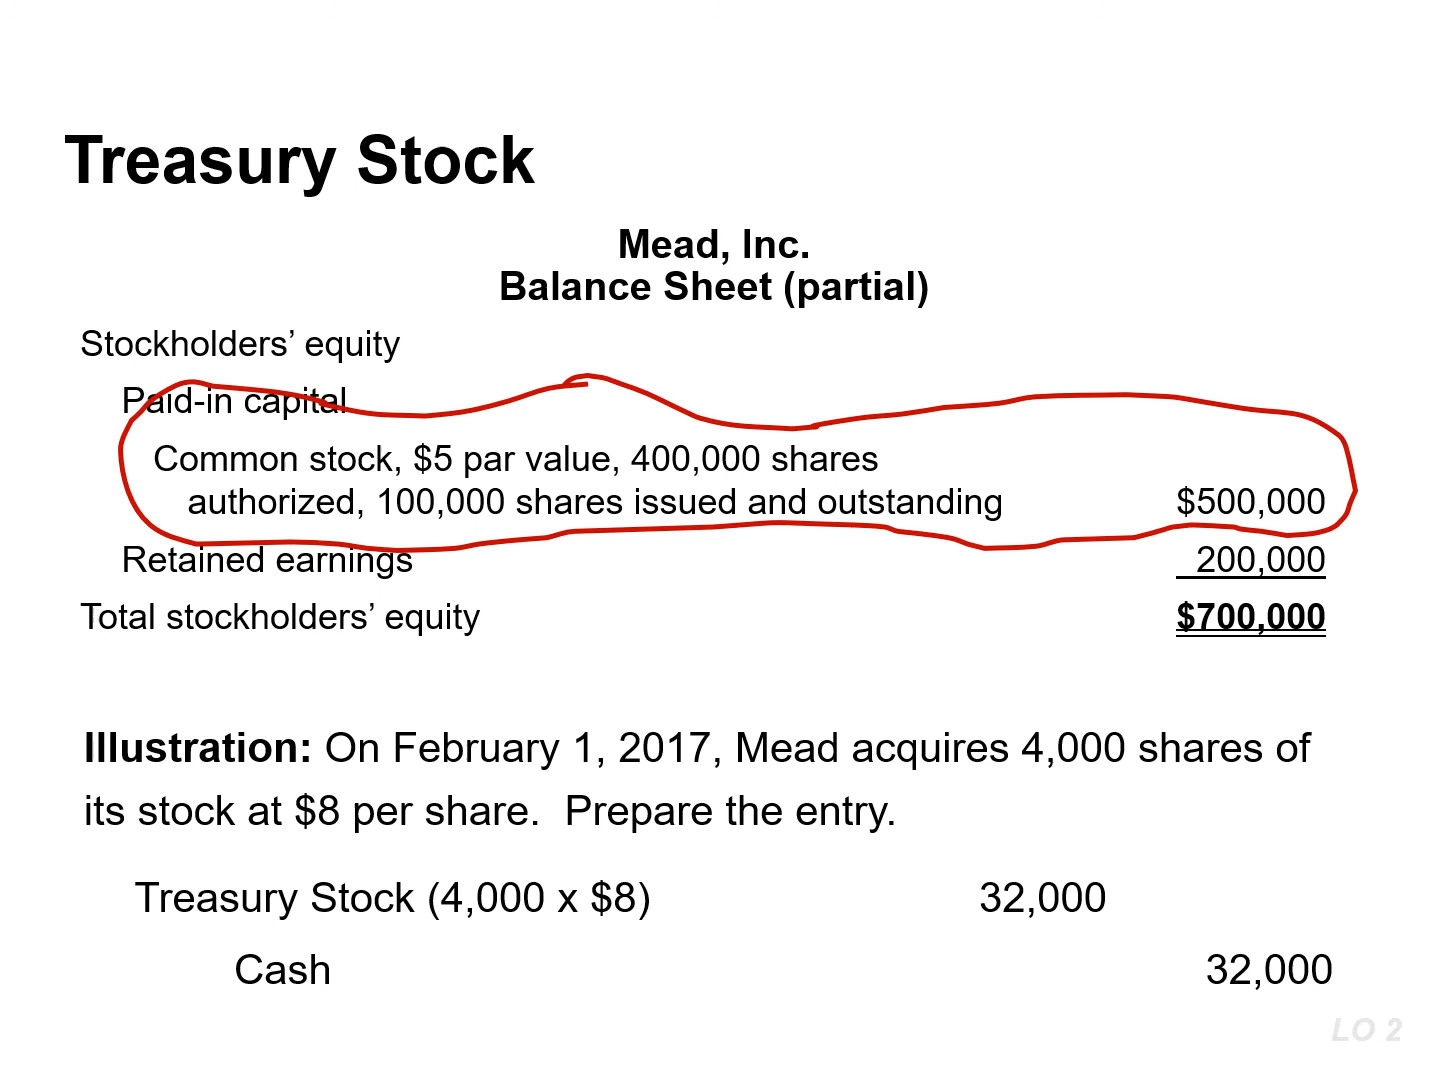 Treasury Stock
Mead, Inc.
Balance Sheet (partial)
Stockholders’ equity
Paid-in capital
Common stock, $5 par value, 400,000 shares
authorized, 100,000 shares issued and outstanding $500,000
Retained earnings 200,000
Total stockholders’ equity $700,000
Illustration: On February 1, 2017, Mead acquires 4,000 shares of
its stock at $8 per share.  Prepare the entry.
Treasury Stock (4,000 x $8) 32,000
Cash 32,000
LO 2